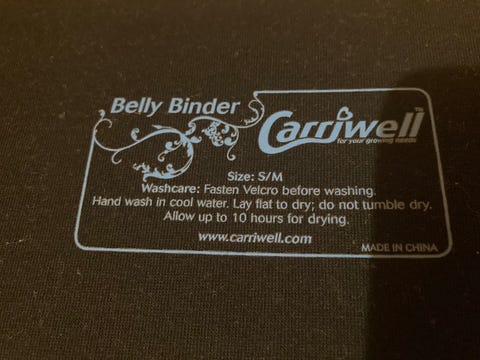 Belly Binder
Carriwell™
for your growing needs
Size: S/M
Washcare: Fasten Velcro before washing.
Hand wash in cool water. Lay flat to dry; do not tumble dry.
Allow up to 10 hours for drying.
www.carriwell.com
MADE IN CHINA